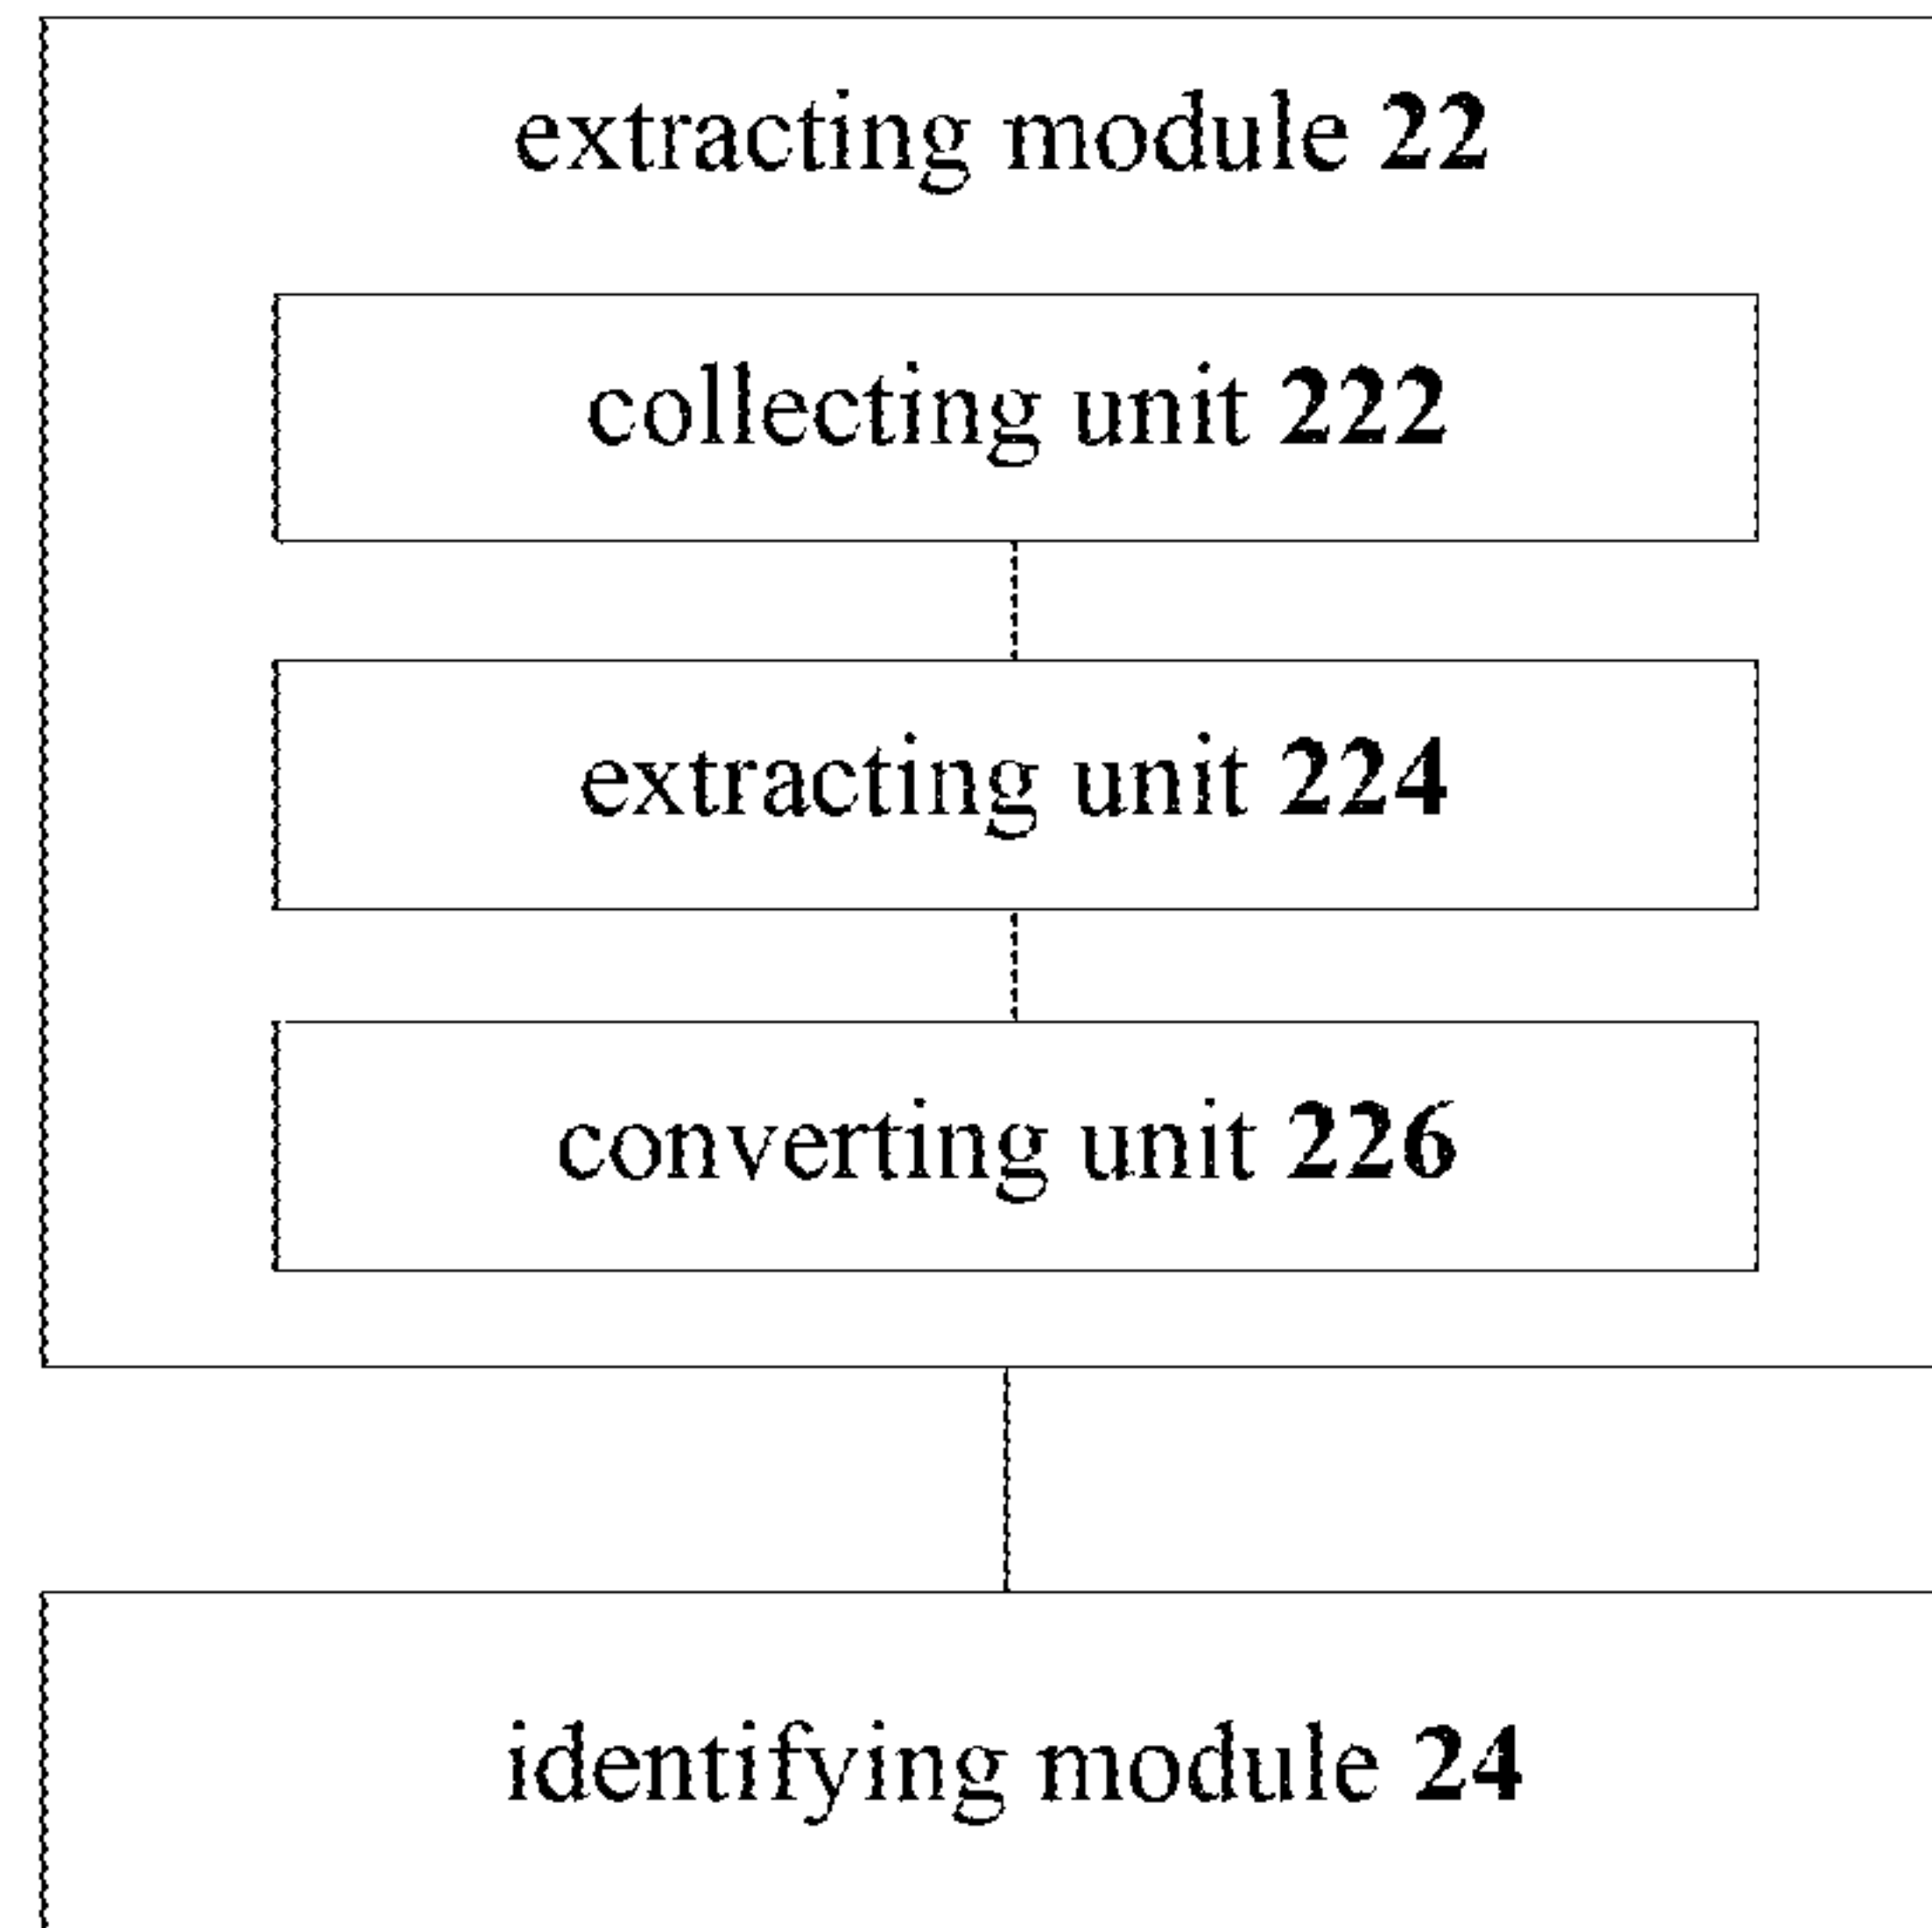 extracting module 22
collecting unit 222
extracting unit 224
converting unit 226
identifying module 24